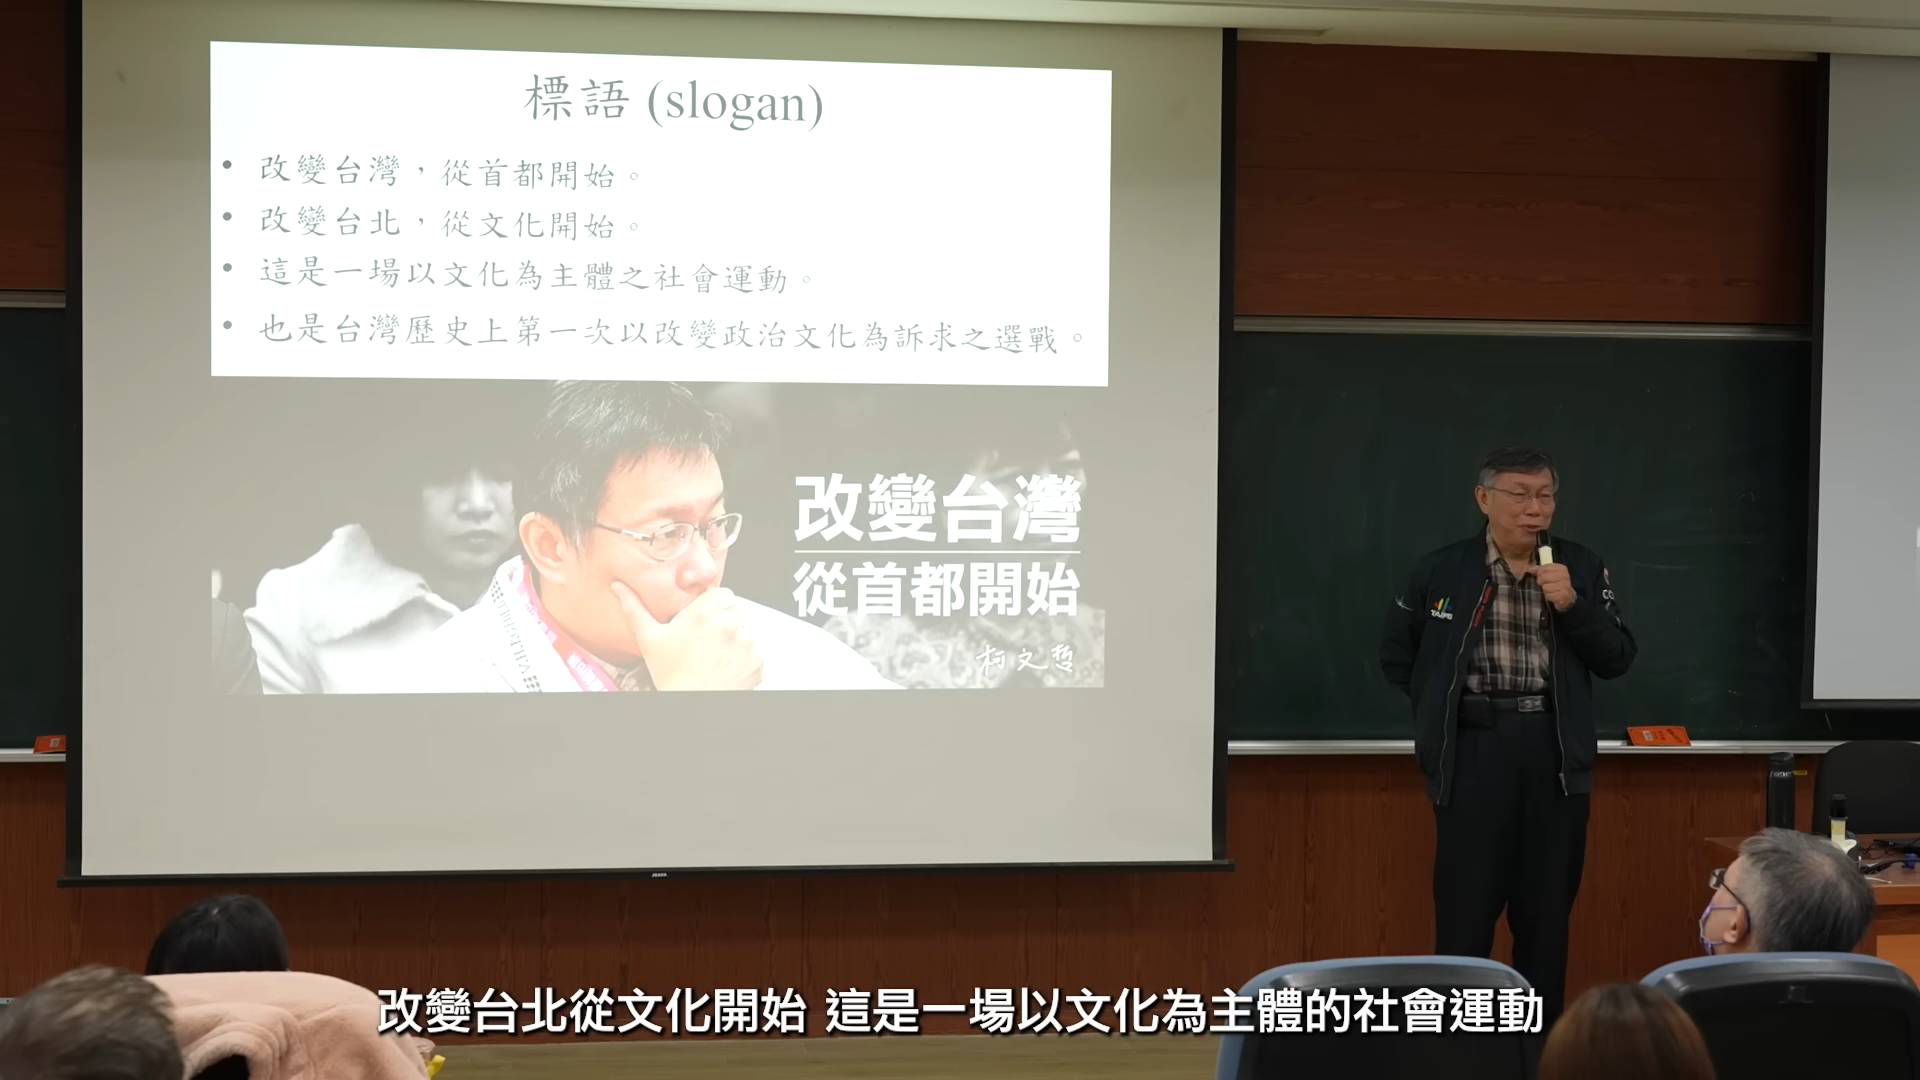 標語 (slogan)
• 改變台灣，從首都開始。
• 改變台北，從文化開始。
• 這是一場以文化為主體之社會運動。
• 也是台灣歷史上第一次以改變政治文化為訴求之選戰。
改變台灣
從首都開始
柯文哲
改變台北從文化開始 這是一場以文化為主體的社會運動